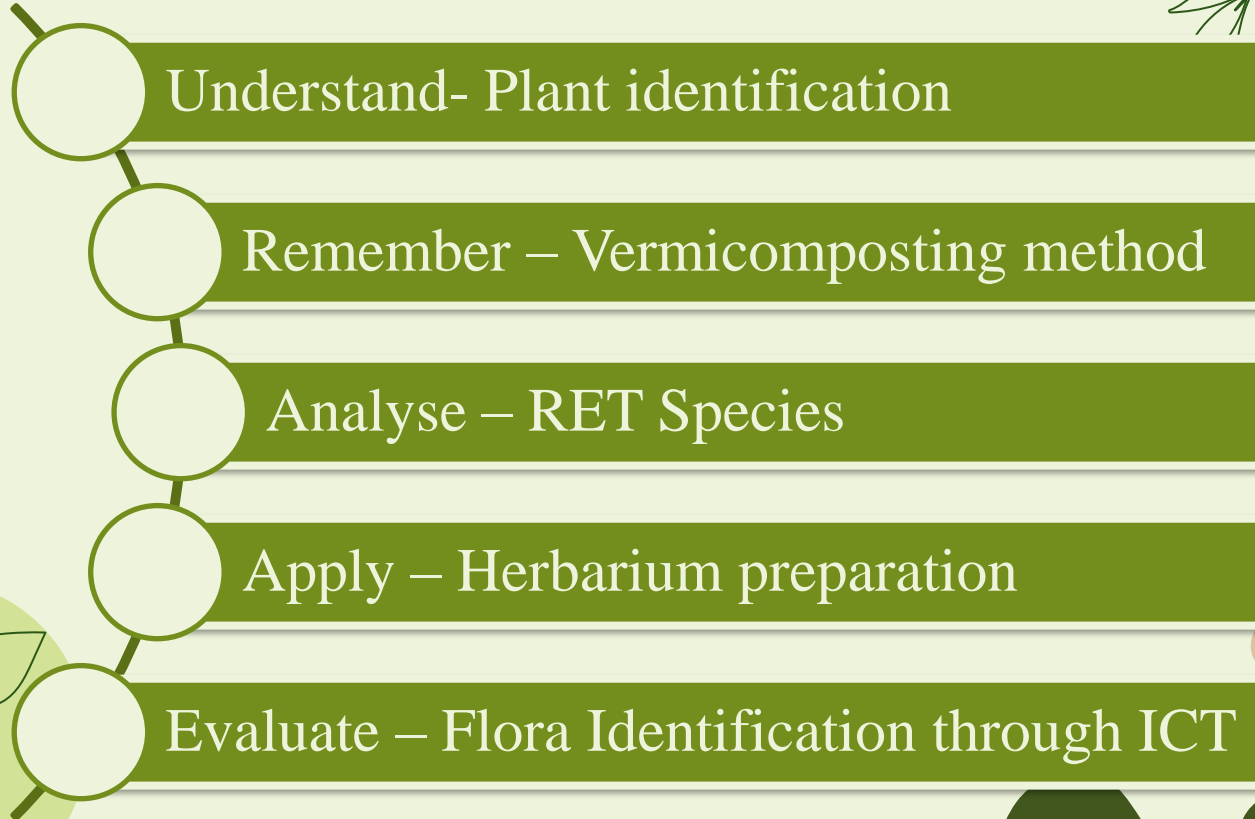 Understand- Plant identification
Remember – Vermicomposting method
Analyse – RET Species
Apply – Herbarium preparation
Evaluate – Flora Identification through ICT